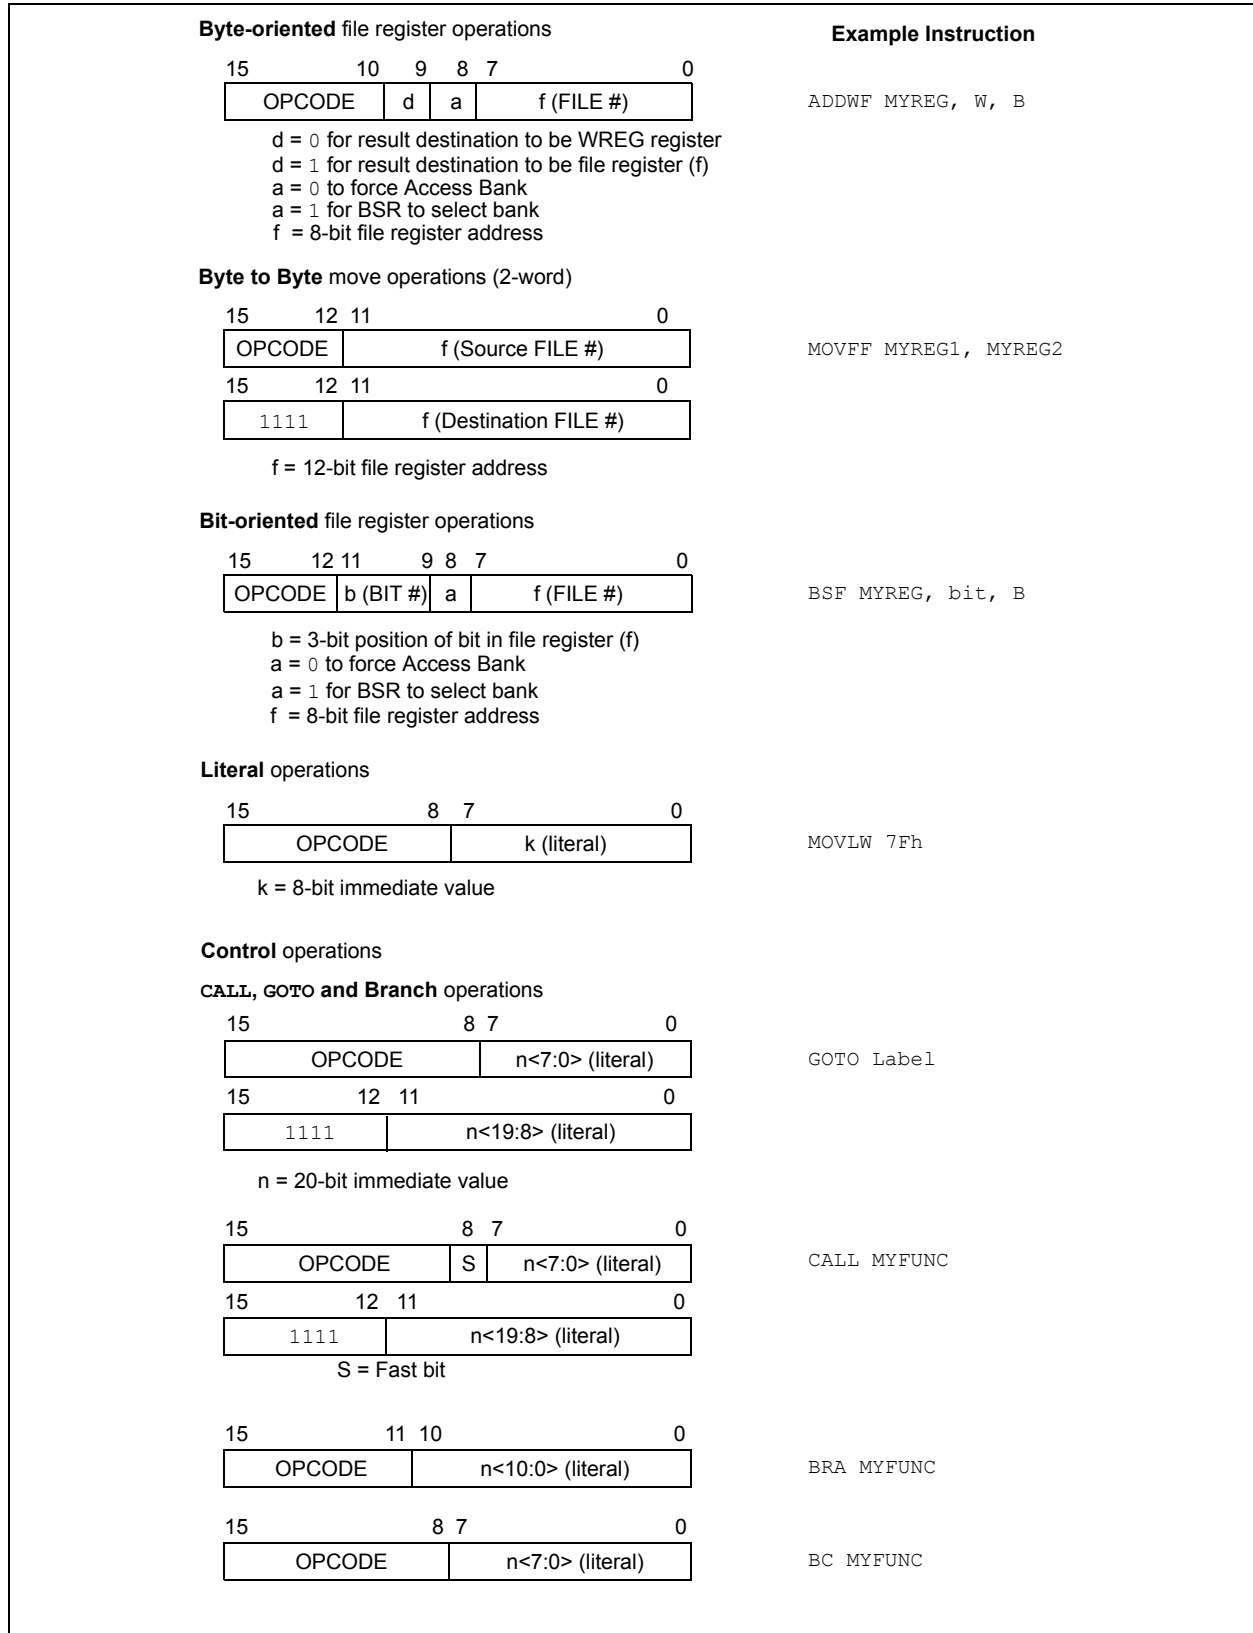 Byte-oriented file register operations
Example Instruction
15 10 9 8 7 0
OPCODE d a f (FILE #)
ADDWF MYREG, W, B
d = 0 for result destination to be WREG register
d = 1 for result destination to be file register (f)
a = 0 to force Access Bank
a = 1 for BSR to select bank
f = 8-bit file register address
Byte to Byte move operations (2-word)
15 12 11 0
OPCODE f (Source FILE #)
MOVFF MYREG1, MYREG2
15 12 11 0
1111 f (Destination FILE #)
f = 12-bit file register address
Bit-oriented file register operations
15 12 11 9 8 7 0
OPCODE b (BIT #) a f (FILE #)
BSF MYREG, bit, B
b = 3-bit position of bit in file register (f)
a = 0 to force Access Bank
a = 1 for BSR to select bank
f = 8-bit file register address
Literal operations
15 8 7 0
OPCODE k (literal)
MOVLW 7Fh
k = 8-bit immediate value
Control operations
CALL, GOTO and Branch operations
15 8 7 0
OPCODE n<7:0> (literal)
GOTO Label
15 12 11 0
1111 n<19:8> (literal)
n = 20-bit immediate value
15 8 7 0
OPCODE S n<7:0> (literal)
CALL MYFUNC
15 12 11 0
1111 n<19:8> (literal)
S = Fast bit
15 11 10 0
OPCODE n<10:0> (literal)
BRA MYFUNC
15 8 7 0
OPCODE n<7:0> (literal)
BC MYFUNC